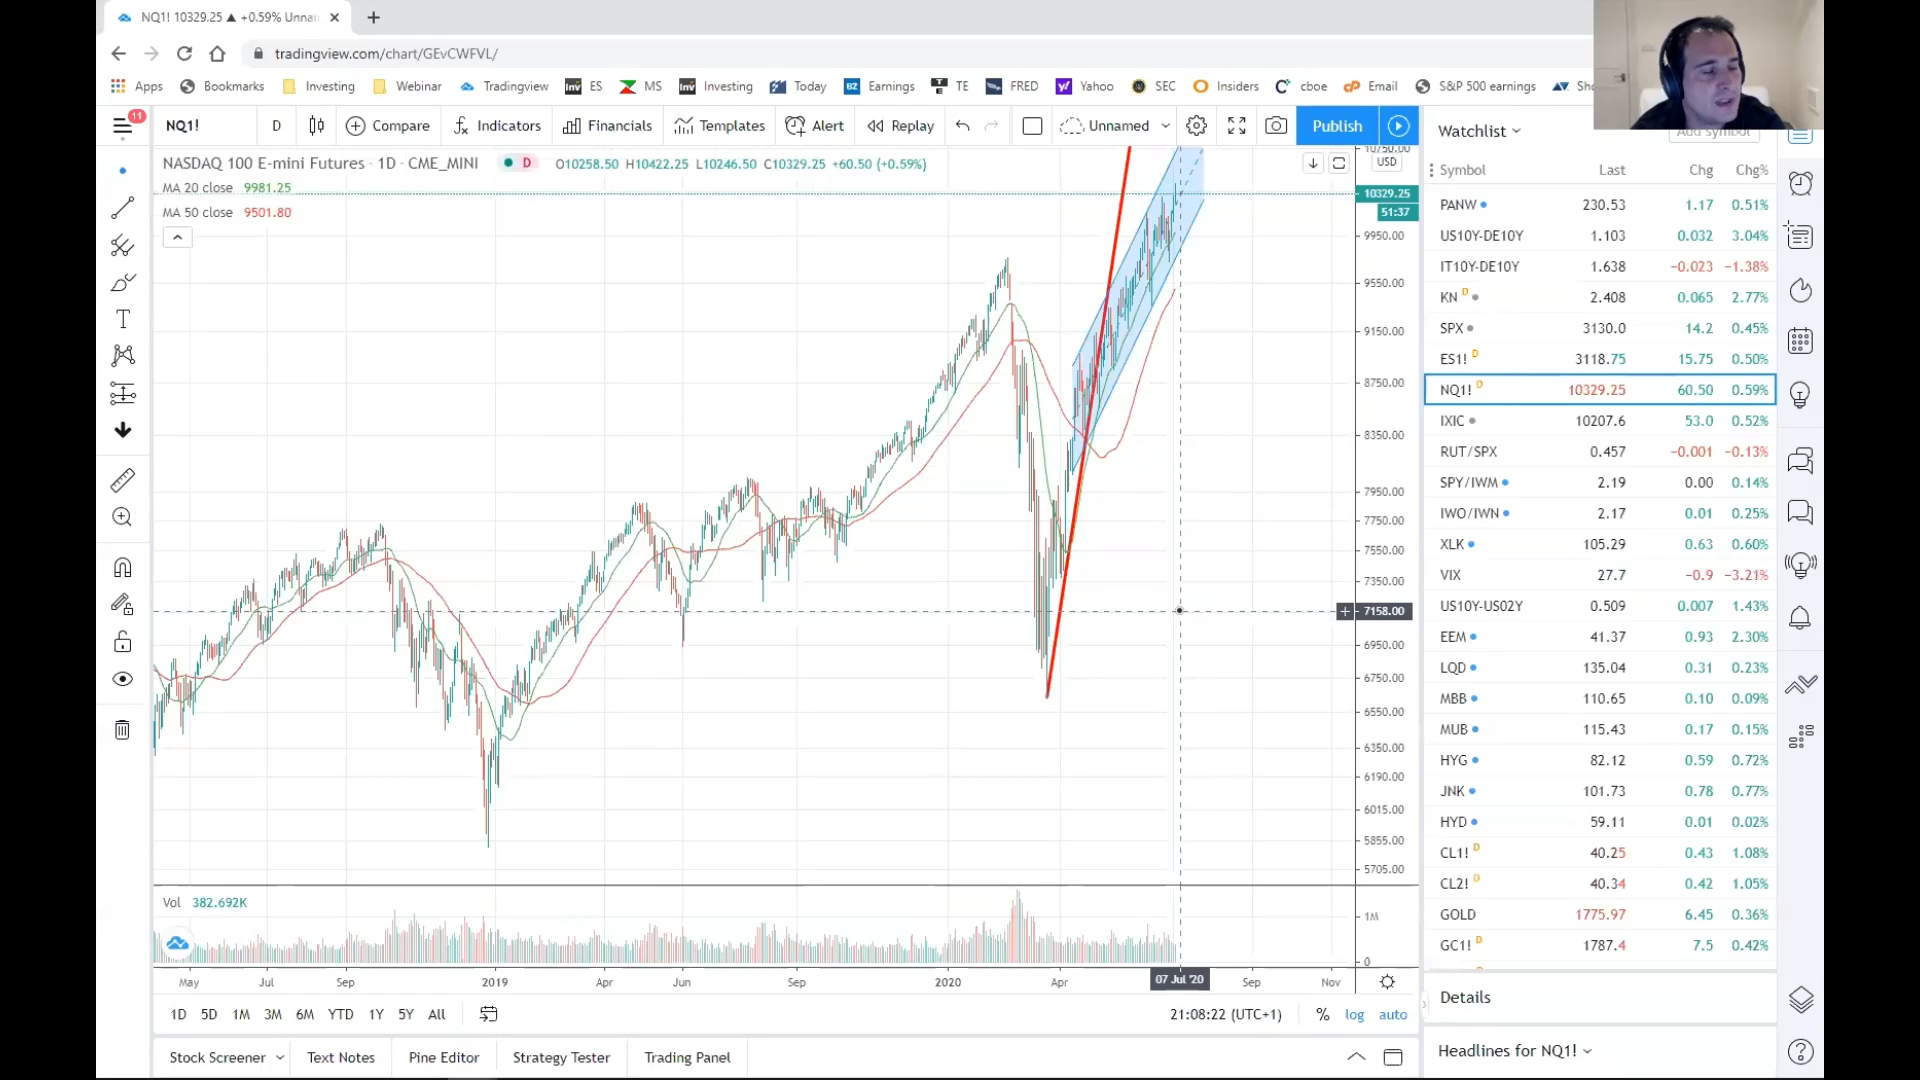 NQ1! 10329.25 ▲ +0.59% Unna
tradingview.com/chart/GEvCWFVL/
Apps Bookmarks Investing Webinar Tradingview ES MS Investing Today Earnings TE FRED Yahoo SEC Insiders cboe Email S&P 500 earnings Sh
11 NQ1! D Compare Indicators Financials Templates Alert Replay Unnamed Publish
Watchlist
Add symbol
NASDAQ 100 E-mini Futures · 1D · CME_MINI D O10258.50 H10422.25 L10246.50 C10329.25 +60.50 (+0.59%)
MA 20 close 9981.25
MA 50 close 9501.80
10750.00
USD
10329.25
51:37
9950.00
9550.00
9150.00
8750.00
8350.00
7950.00
7750.00
7550.00
7350.00
7158.00
6950.00
6750.00
6550.00
6350.00
6190.00
6015.00
5855.00
5705.00
Vol 382.692K
1M
0
May Jul Sep 2019 Apr Jun Sep 2020 Apr 07 Jul '20 Sep Nov
1D 5D 1M 3M 6M YTD 1Y 5Y All 21:08:22 (UTC+1) % log auto
Stock Screener Text Notes Pine Editor Strategy Tester Trading Panel
Symbol Last Chg Chg%
PANW 230.53 1.17 0.51%
US10Y-DE10Y 1.103 0.032 3.04%
IT10Y-DE10Y 1.638 −0.023 −1.38%
KN D 2.408 0.065 2.77%
SPX 3130.0 14.2 0.45%
ES1! D 3118.75 15.75 0.50%
NQ1! D 10329.25 60.50 0.59%
IXIC 10207.6 53.0 0.52%
RUT/SPX 0.457 −0.001 −0.13%
SPY/IWM 2.19 0.00 0.14%
IWO/IWN 2.17 0.01 0.25%
XLK 105.29 0.63 0.60%
VIX 27.7 −0.9 −3.21%
US10Y-US02Y 0.509 0.007 1.43%
EEM 41.37 0.93 2.30%
LQD 135.04 0.31 0.23%
MBB 110.65 0.10 0.09%
MUB 115.43 0.17 0.15%
HYG 82.12 0.59 0.72%
JNK 101.73 0.78 0.77%
HYD 59.11 0.01 0.02%
CL1! D 40.25 0.43 1.08%
CL2! D 40.34 0.42 1.05%
GOLD 1775.97 6.45 0.36%
GC1! D 1787.4 7.5 0.42%
Details
Headlines for NQ1!